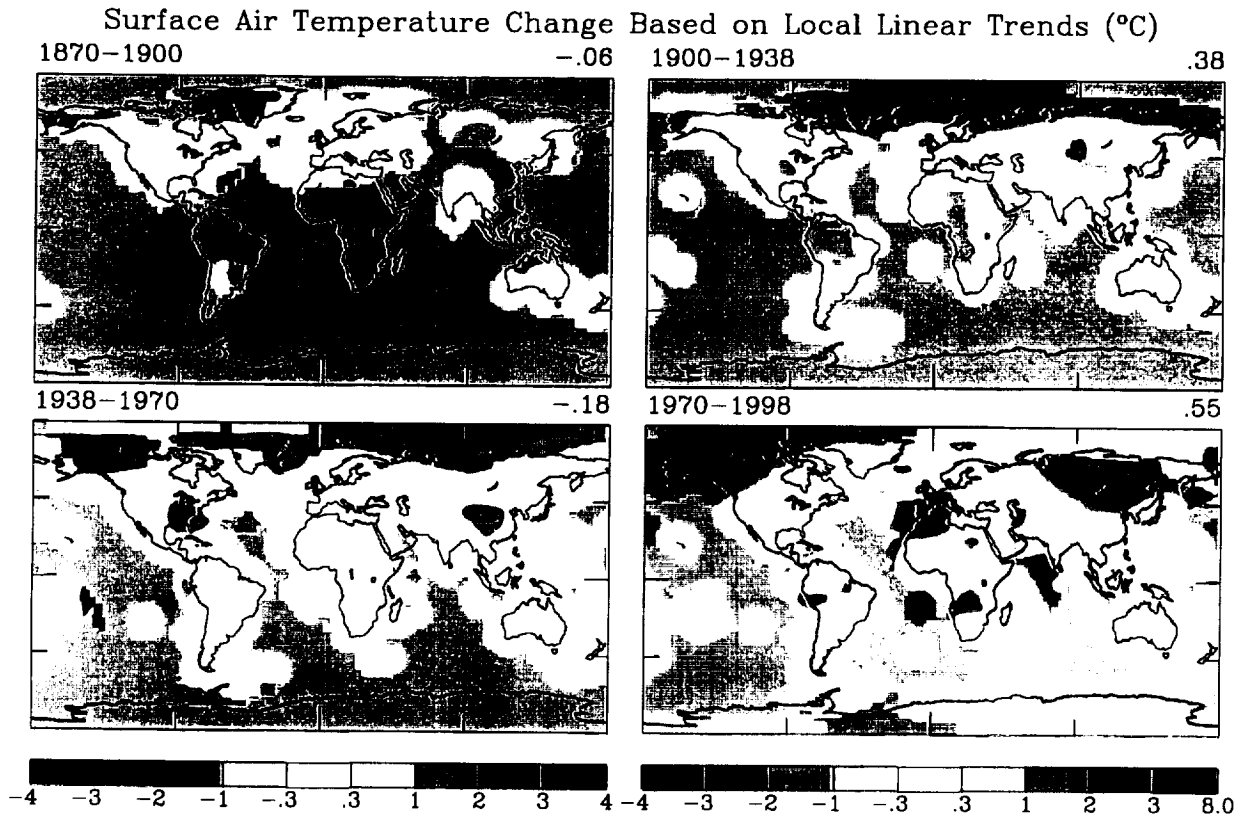 Surface Air Temperature Change Based on Local Linear Trends (°C)
1870-1900 -.06
1900-1938 .38
1938-1970 -.18
1970-1998 .55
-4 -3 -2 -1 -.3 .3 1 2 3 4
-4 -3 -2 -1 -.3 .3 1 2 3 8.0